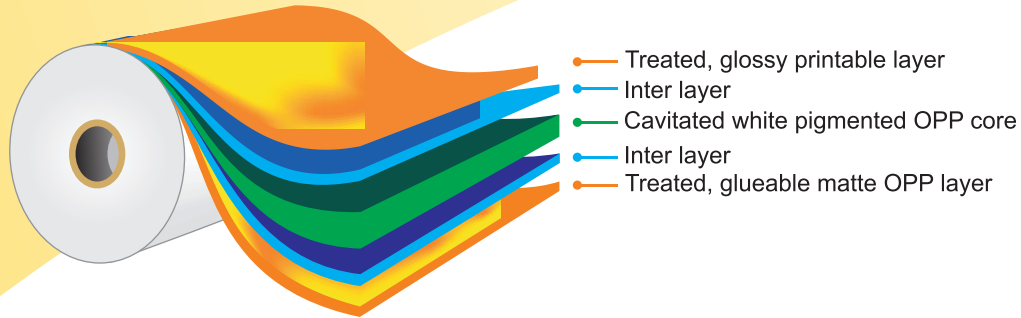 Treated, glossy printable layer
Inter layer
Cavitated white pigmented OPP core
Inter layer
Treated, glueable matte OPP layer